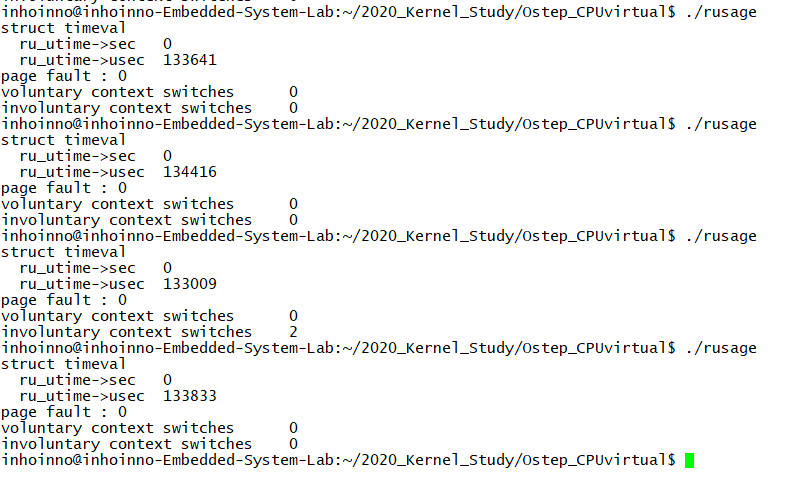 involuntary context switches    0
inhoinno@inhoinno-Embedded-System-Lab:~/2020_Kernel_Study/Ostep_CPUvirtual$ ./rusage
struct timeval
  ru_utime->sec   0
  ru_utime->usec  133641
page fault : 0
voluntary context switches      0
involuntary context switches    0
inhoinno@inhoinno-Embedded-System-Lab:~/2020_Kernel_Study/Ostep_CPUvirtual$ ./rusage
struct timeval
  ru_utime->sec   0
  ru_utime->usec  134416
page fault : 0
voluntary context switches      0
involuntary context switches    0
inhoinno@inhoinno-Embedded-System-Lab:~/2020_Kernel_Study/Ostep_CPUvirtual$ ./rusage
struct timeval
  ru_utime->sec   0
  ru_utime->usec  133009
page fault : 0
voluntary context switches      0
involuntary context switches    2
inhoinno@inhoinno-Embedded-System-Lab:~/2020_Kernel_Study/Ostep_CPUvirtual$ ./rusage
struct timeval
  ru_utime->sec   0
  ru_utime->usec  133833
page fault : 0
voluntary context switches      0
involuntary context switches    0
inhoinno@inhoinno-Embedded-System-Lab:~/2020_Kernel_Study/Ostep_CPUvirtual$